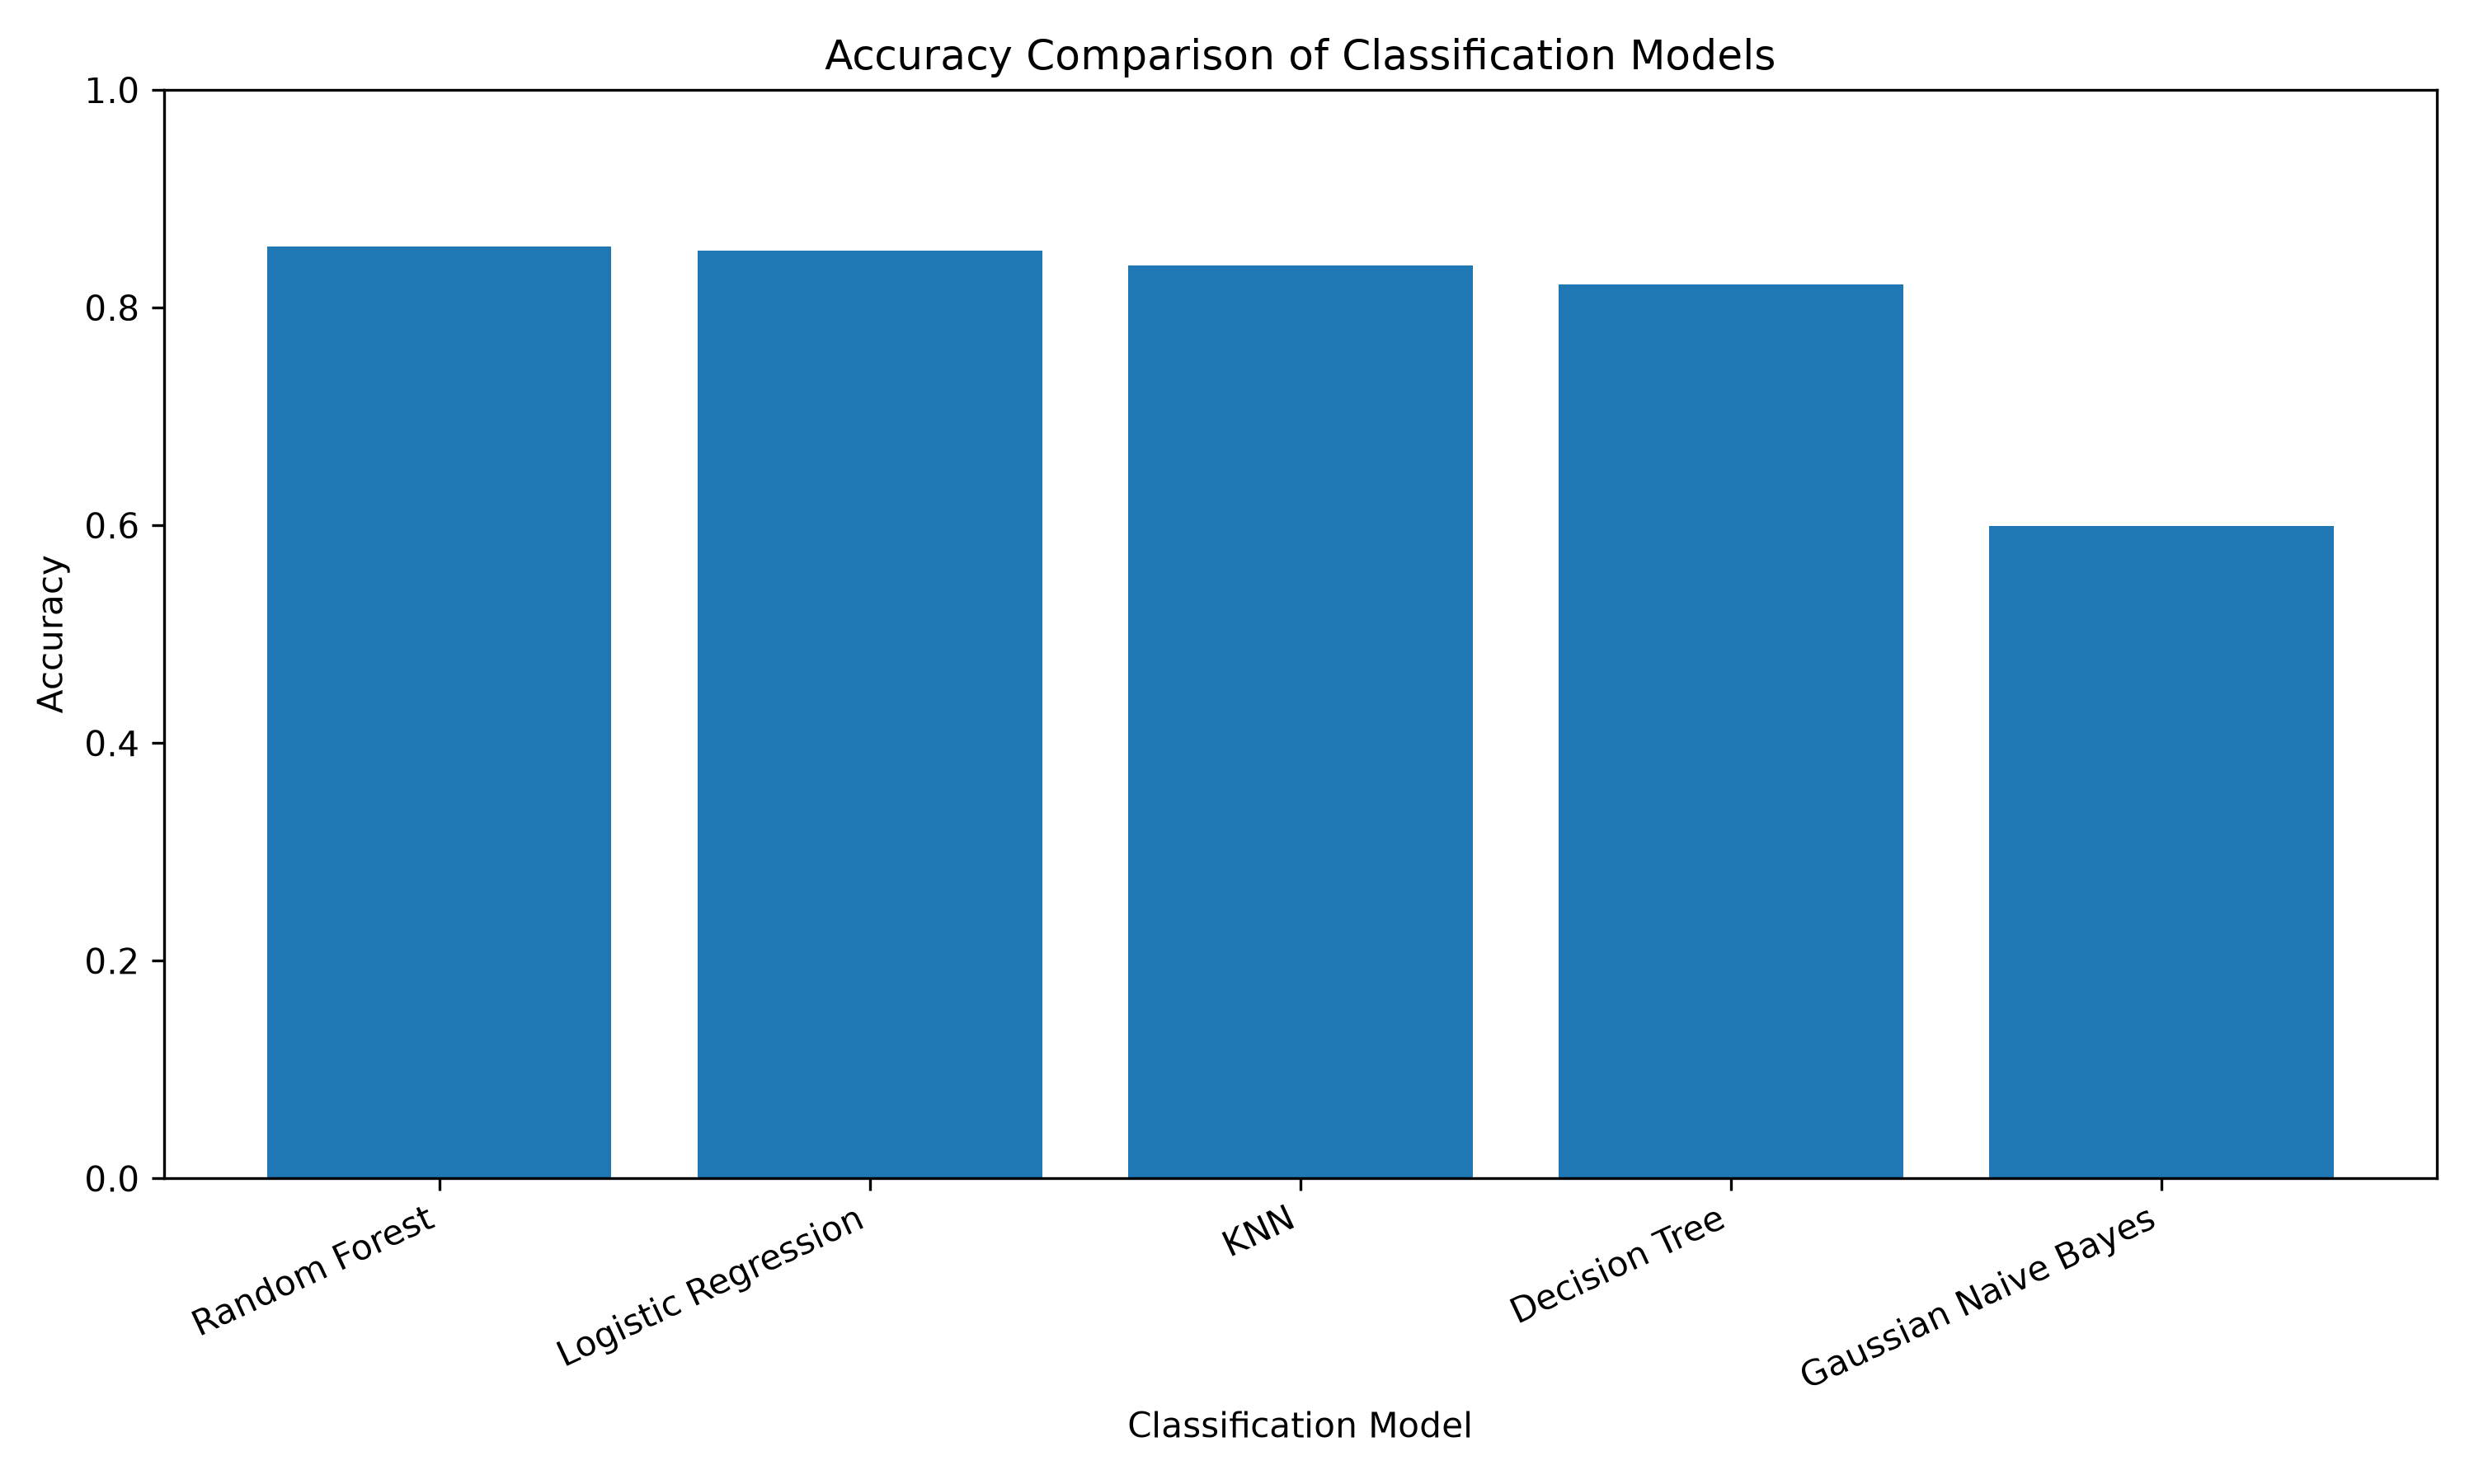 Accuracy Comparison of Classification Models
1.0
0.8
0.6
0.4
0.2
0.0
Accuracy
Random Forest
Logistic Regression
KNN
Decision Tree
Gaussian Naive Bayes
Classification Model